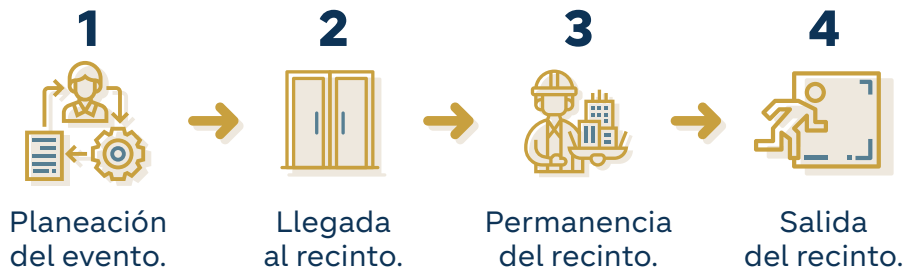 1
Planeación
del evento.
2
Llegada
al recinto.
3
Permanencia
del recinto.
4
Salida
del recinto.